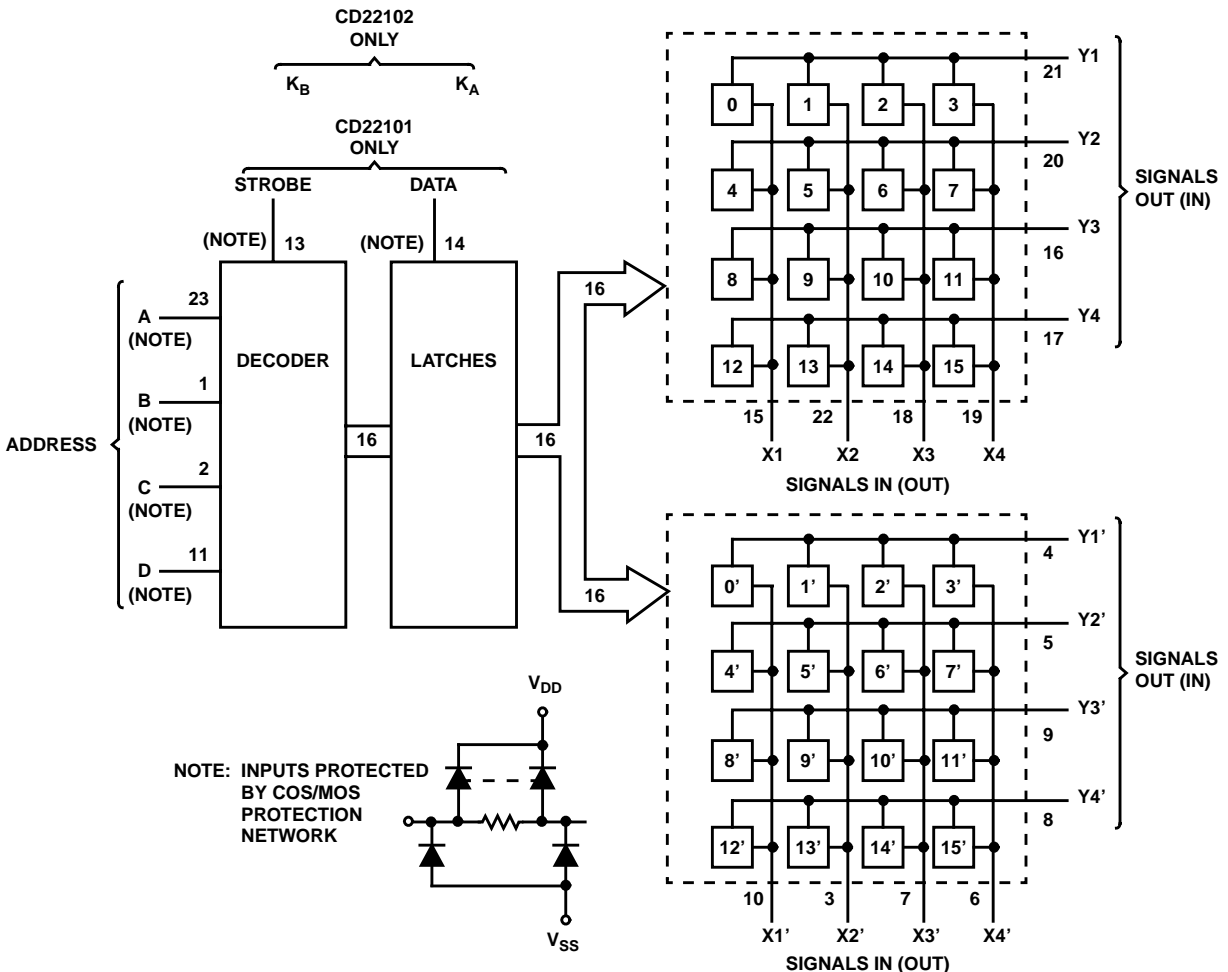 CD22102
ONLY
KB KA
CD22101
ONLY
STROBE DATA
(NOTE) 13 (NOTE) 14
ADDRESS
A 23
(NOTE)
B 1
(NOTE)
C 2
(NOTE)
D 11
(NOTE)
DECODER
16
LATCHES
16
16
16
0 1 2 3
Y1
21
4 5 6 7
Y2
20
8 9 10 11
Y3
16
12 13 14 15
Y4
17
SIGNALS
OUT (IN)
15 22 18 19
X1 X2 X3 X4
SIGNALS IN (OUT)
0' 1' 2' 3'
Y1'
4
4' 5' 6' 7'
Y2'
5
8' 9' 10' 11'
Y3'
9
12' 13' 14' 15'
Y4'
8
SIGNALS
OUT (IN)
10 3 7 6
X1' X2' X3' X4'
SIGNALS IN (OUT)
VDD
NOTE: INPUTS PROTECTED
BY COS/MOS
PROTECTION
NETWORK
VSS